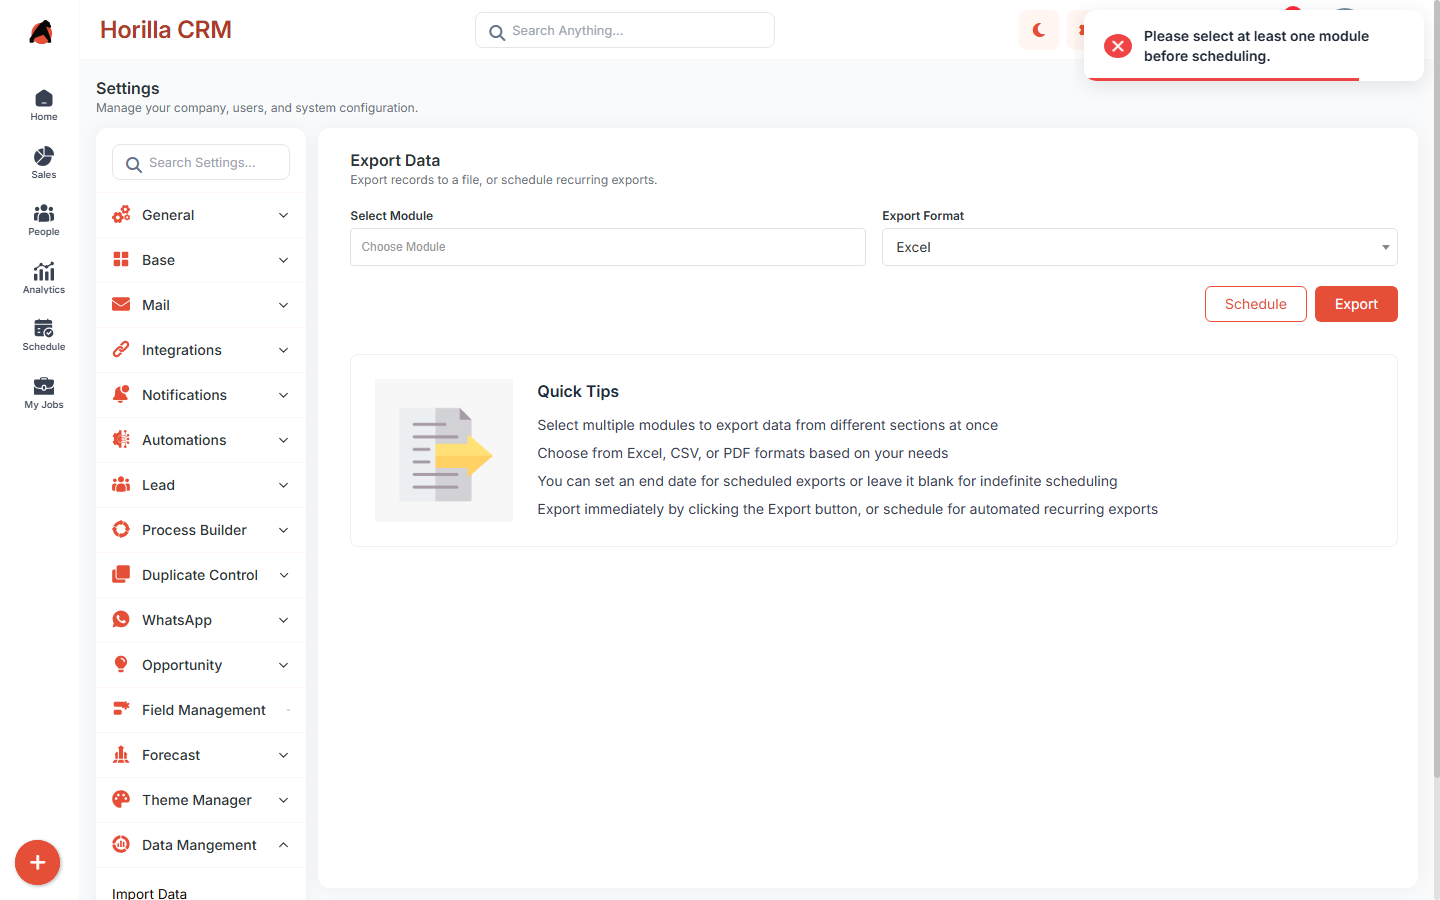 Horilla CRM
Search Anything...
Please select at least one module
before scheduling.
Home
Sales
People
Analytics
Schedule
My Jobs
Settings
Manage your company, users, and system configuration.
Search Settings...
General
Base
Mail
Integrations
Notifications
Automations
Lead
Process Builder
Duplicate Control
WhatsApp
Opportunity
Field Management
Forecast
Theme Manager
Data Mangement
Import Data
Export Data
Export records to a file, or schedule recurring exports.
Select Module
Choose Module
Export Format
Excel
Schedule
Export
Quick Tips
Select multiple modules to export data from different sections at once
Choose from Excel, CSV, or PDF formats based on your needs
You can set an end date for scheduled exports or leave it blank for indefinite scheduling
Export immediately by clicking the Export button, or schedule for automated recurring exports